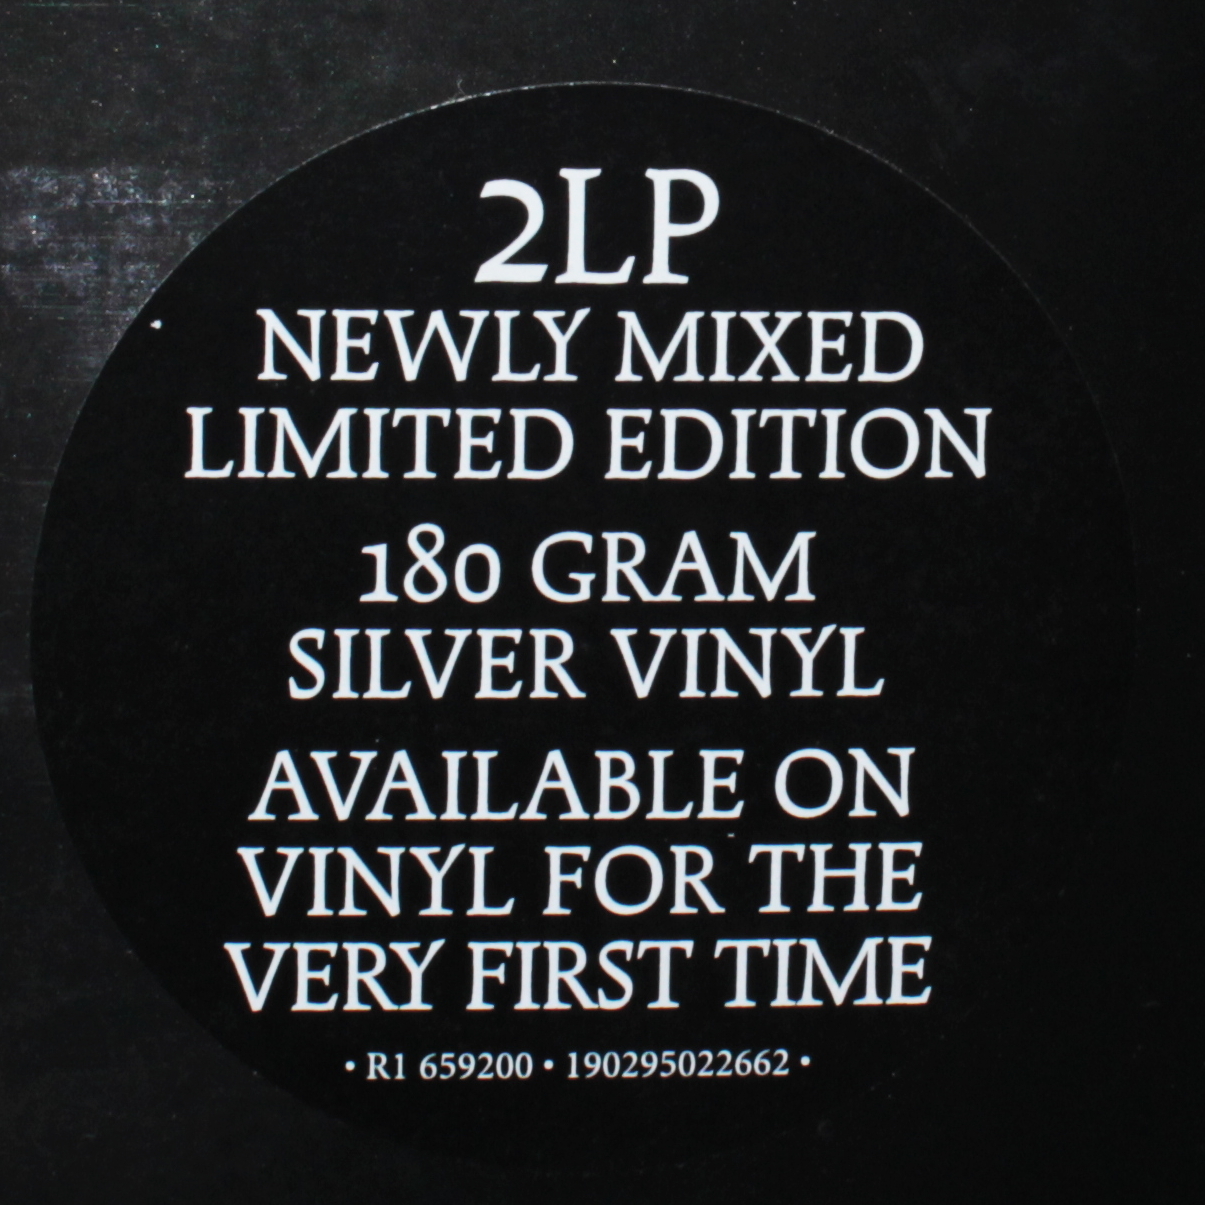 2LP
NEWLY MIXED
LIMITED EDITION
180 GRAM
SILVER VINYL
AVAILABLE ON
VINYL FOR THE
VERY FIRST TIME
• R1 659200 • 190295022662 •